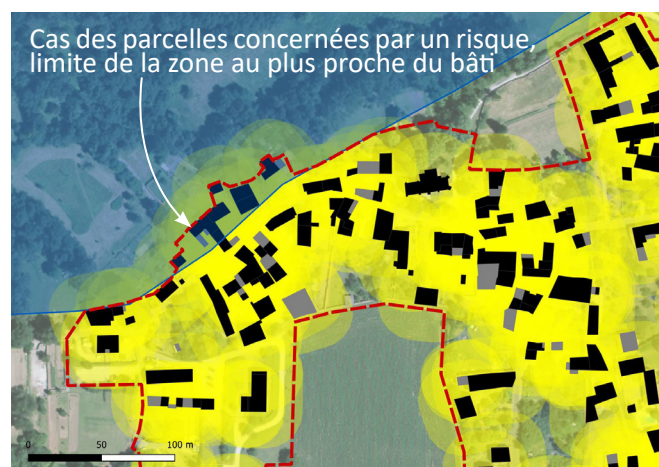 Cas des parcelles concernées par un risque,
limite de la zone au plus proche du bâti
0 50 100 m